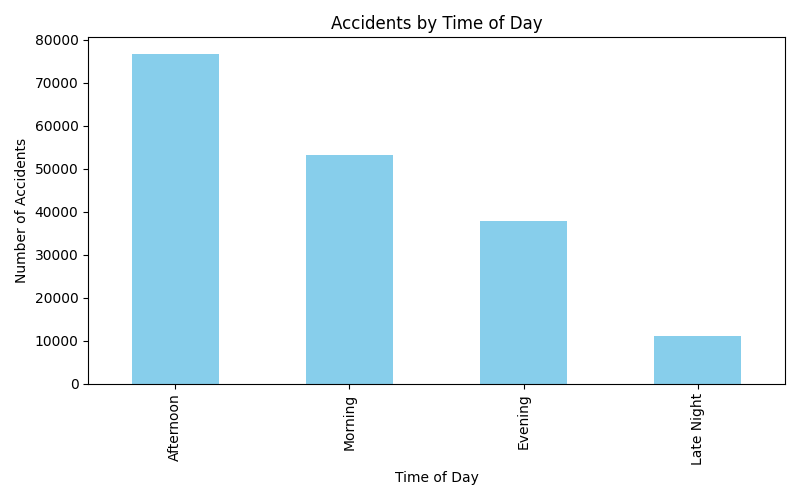 Accidents by Time of Day
Number of Accidents
80000
70000
60000
50000
40000
30000
20000
10000
0
Afternoon
Morning
Evening
Late Night
Time of Day